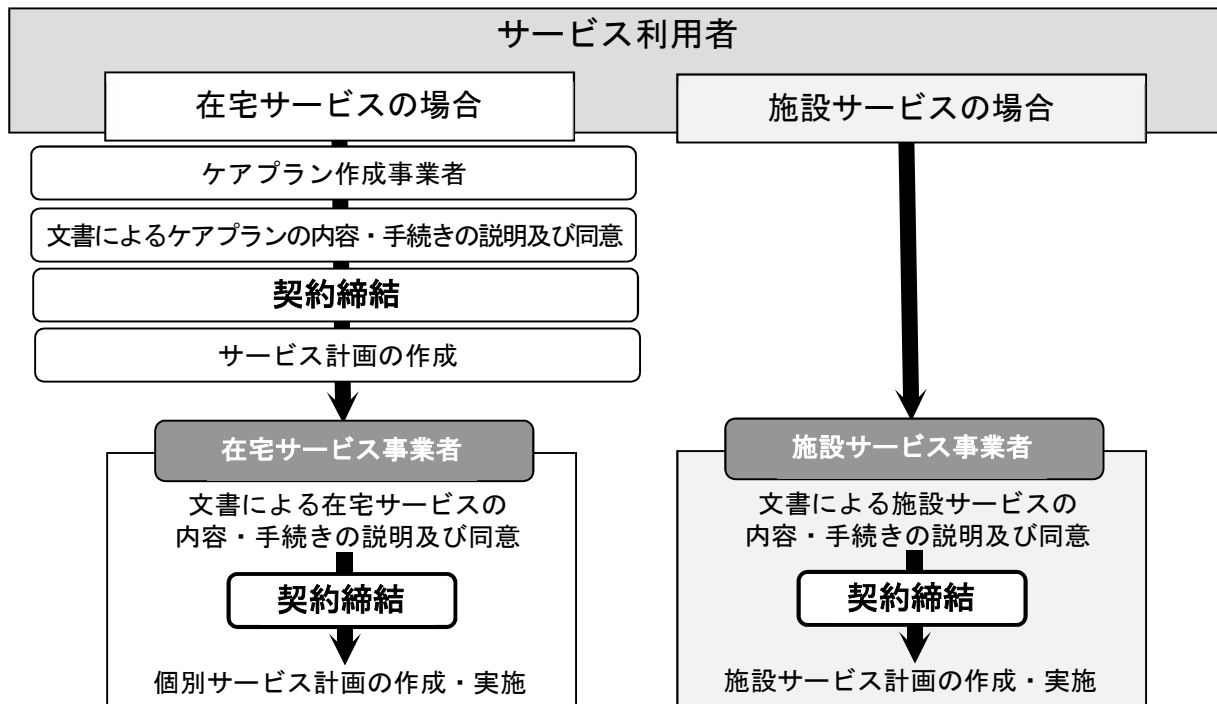 サービス利用者
在宅サービスの場合
ケアプラン作成事業者
文書によるケアプランの内容・手続きの説明及び同意
契約締結
サービス計画の作成
在宅サービス事業者
文書による在宅サービスの
内容・手続きの説明及び同意
契約締結
個別サービス計画の作成・実施
施設サービスの場合
施設サービス事業者
文書による施設サービスの
内容・手続きの説明及び同意
契約締結
施設サービス計画の作成・実施